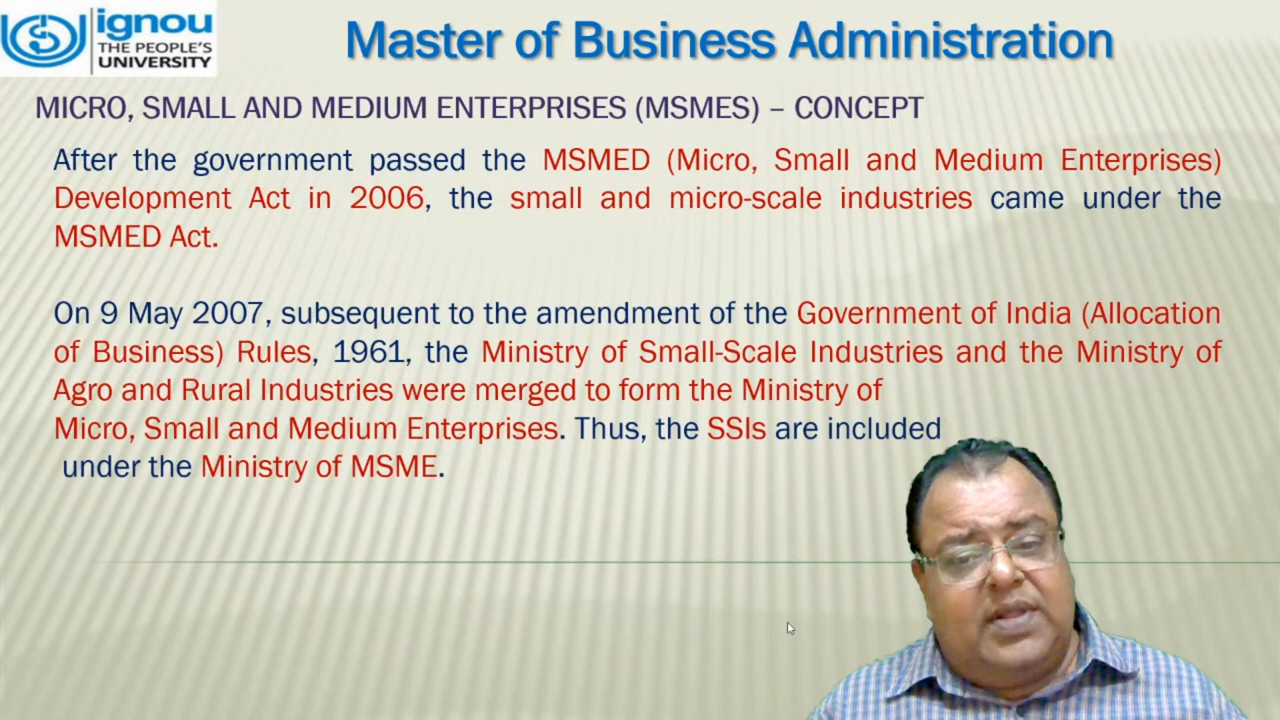 ignou
THE PEOPLE'S
UNIVERSITY
Master of Business Administration
MICRO, SMALL AND MEDIUM ENTERPRISES (MSMES) – CONCEPT
After the government passed the MSMED (Micro, Small and Medium Enterprises)
Development Act in 2006, the small and micro-scale industries came under the
MSMED Act.
On 9 May 2007, subsequent to the amendment of the Government of India (Allocation
of Business) Rules, 1961, the Ministry of Small-Scale Industries and the Ministry of
Agro and Rural Industries were merged to form the Ministry of
Micro, Small and Medium Enterprises. Thus, the SSIs are included
under the Ministry of MSME.